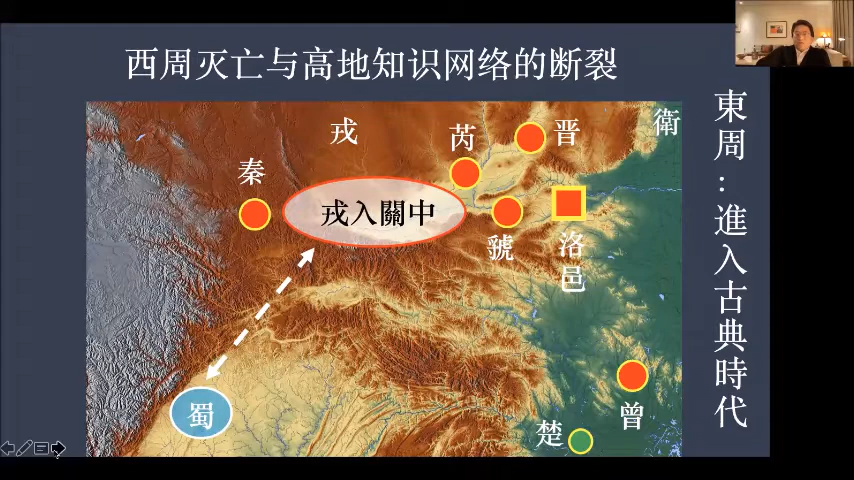 西周灭亡与高地知识网络的断裂
東周：進入古典時代
戎
芮
晋
衛
秦
戎入關中
虢
洛邑
蜀
曾
楚